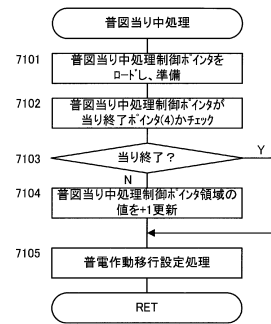 普図当り中処理
7101
普図当り中処理制御ポインタを
ロードし、準備
7102
普図当り中処理制御ポインタが
当り終了ポインタ(4)かチェック
7103
当り終了？
Y
N
7104
普図当り中処理制御ポインタ領域の
値を+1更新
7105
普電作動移行設定処理
RET